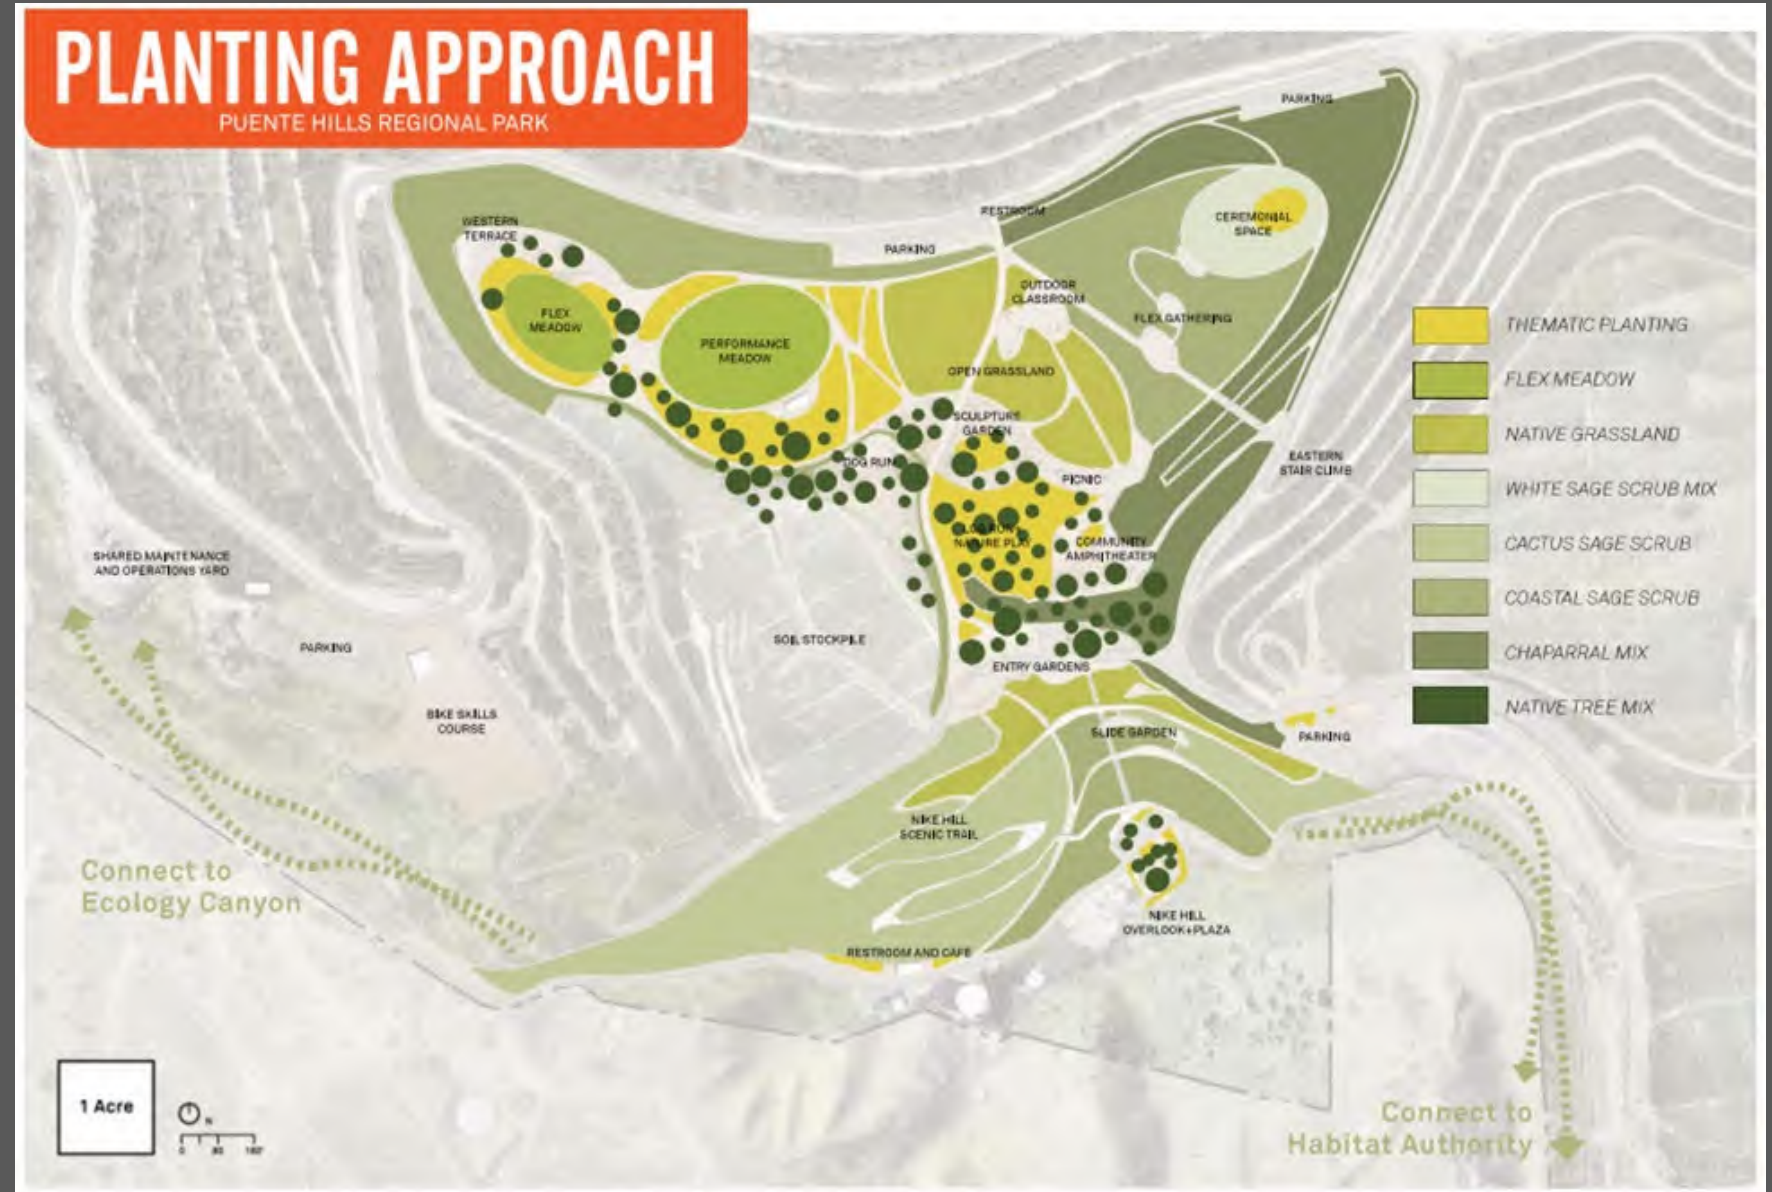 PLANTING APPROACH
PUENTE HILLS REGIONAL PARK
PARKING
WESTERN
TERRACE
RESTROOM
CEREMONIAL
SPACE
PARKING
OUTDOOR
CLASSROOM
FLEX
MEADOW
FLEX GATHERING
PERFORMANCE
MEADOW
OPEN GRASSLAND
SCULPTURE
GARDEN
DOG RUN
PICNIC
EASTERN
STAIR CLIMB
NATURE PLAY
COMMUNITY
AMPHITHEATER
SHARED MAINTENANCE
AND OPERATIONS YARD
PARKING
SOIL STOCKPILE
ENTRY GARDENS
BIKE SKILLS
COURSE
SLIDE GARDEN
PARKING
NIKE HILL
SCENIC TRAIL
NIKE HILL
OVERLOOK+PLAZA
RESTROOM AND CAFE
THEMATIC PLANTING
FLEX MEADOW
NATIVE GRASSLAND
WHITE SAGE SCRUB MIX
CACTUS SAGE SCRUB
COASTAL SAGE SCRUB
CHAPARRAL MIX
NATIVE TREE MIX
Connect to
Ecology Canyon
1 Acre
N
0
Connect to
Habitat Authority